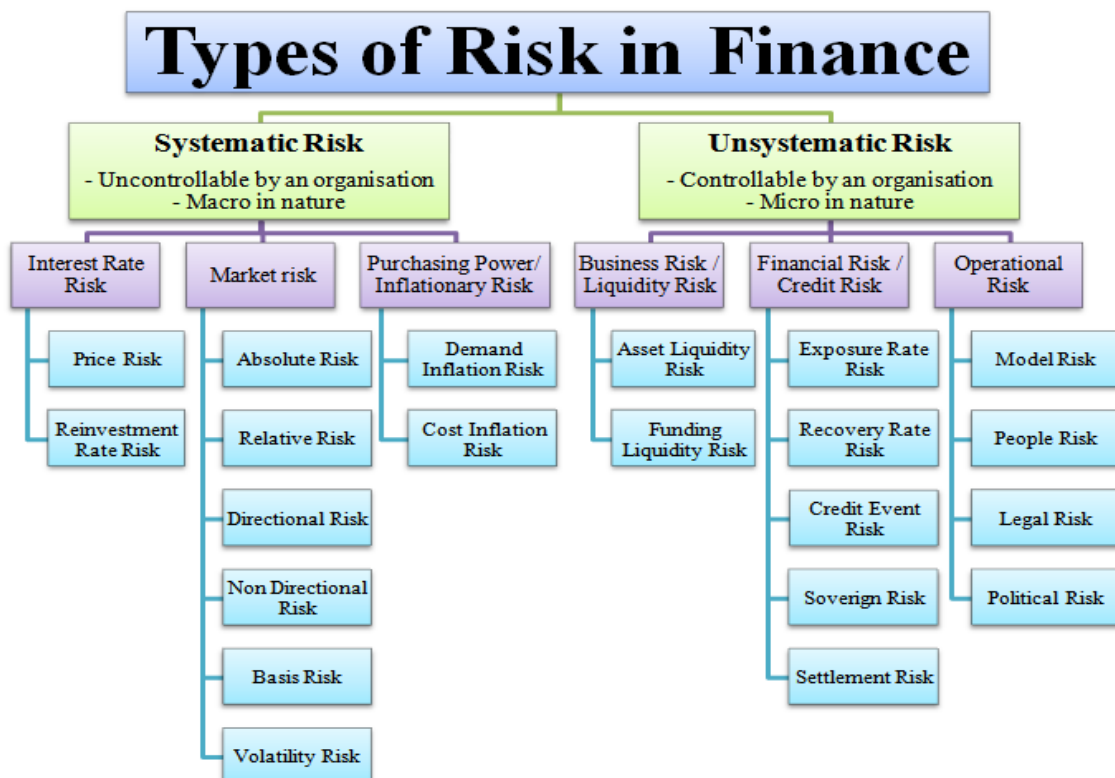 Types of Risk in Finance
Systematic Risk
- Uncontrollable by an organisation
- Macro in nature
Unsystematic Risk
- Controllable by an organisation
- Micro in nature
Interest Rate
Risk
Market risk
Purchasing Power/
Inflationary Risk
Business Risk /
Liquidity Risk
Financial Risk /
Credit Risk
Operational
Risk
Price Risk
Reinvestment
Rate Risk
Absolute Risk
Relative Risk
Directional Risk
Non Directional
Risk
Basis Risk
Volatility Risk
Demand
Inflation Risk
Cost Inflation
Risk
Asset Liquidity
Risk
Funding
Liquidity Risk
Exposure Rate
Risk
Recovery Rate
Risk
Credit Event
Risk
Soverign Risk
Settlement Risk
Model Risk
People Risk
Legal Risk
Political Risk